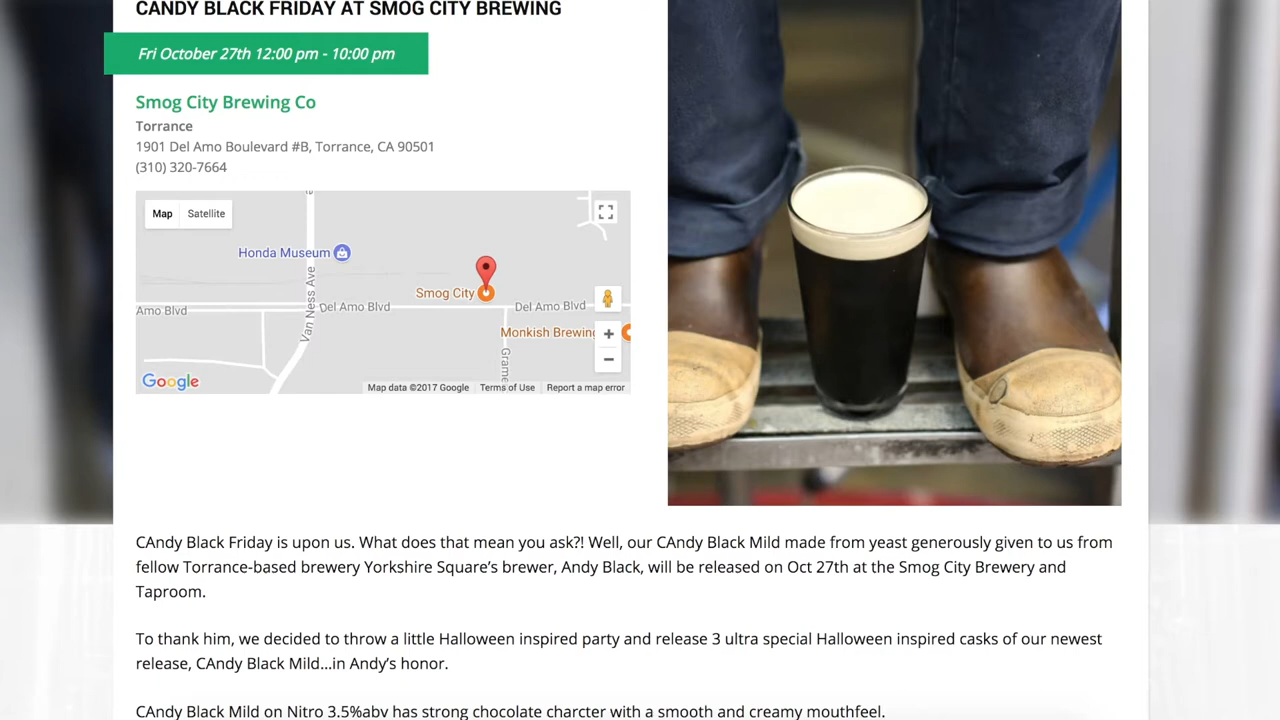 CANDY BLACK FRIDAY AT SMOG CITY BREWING
Fri October 27th 12:00 pm - 10:00 pm
Smog City Brewing Co
Torrance
1901 Del Amo Boulevard #B, Torrance, CA 90501
(310) 320-7664
Map Satellite
Honda Museum
Van Ness Ave
Smog City
Amo Blvd
Del Amo Blvd
Del Amo Blvd
Monkish Brewing
Grame
Google
Map data ©2017 Google Terms of Use Report a map error
CAndy Black Friday is upon us. What does that mean you ask?! Well, our CAndy Black Mild made from yeast generously given to us from
fellow Torrance-based brewery Yorkshire Square’s brewer, Andy Black, will be released on Oct 27th at the Smog City Brewery and
Taproom.
To thank him, we decided to throw a little Halloween inspired party and release 3 ultra special Halloween inspired casks of our newest
release, CAndy Black Mild...in Andy’s honor.
CAndy Black Mild on Nitro 3.5%abv has strong chocolate charcter with a smooth and creamy mouthfeel.